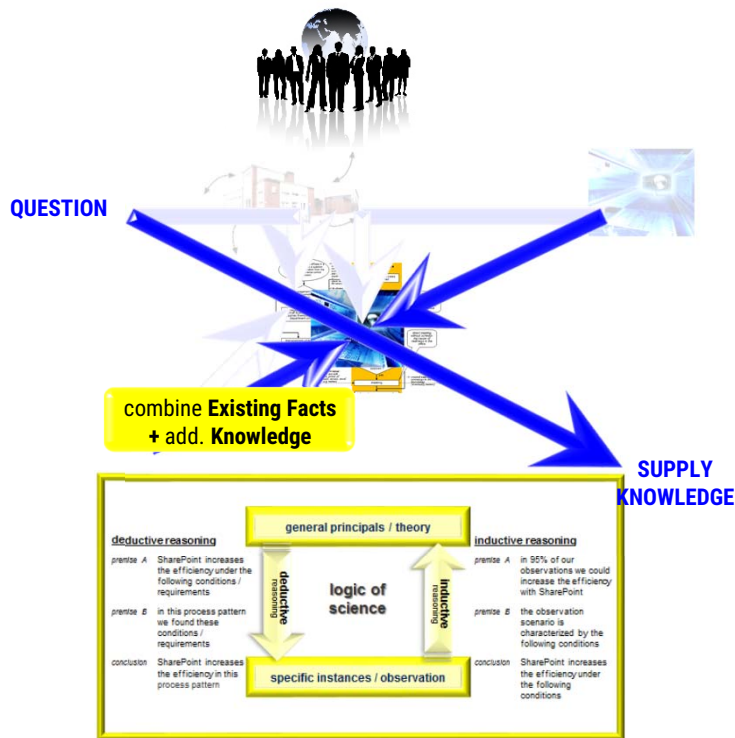 QUESTION
combine Existing Facts
+ add. Knowledge
SUPPLY
KNOWLEDGE
general principals / theory
deductive reasoning
premise A SharePoint increases
the efficiency under the
following conditions /
requirements
premise B in this process pattern
we found these
conditions /
requirements
conclusion SharePoint increases
the efficiency in this
process pattern
deductive
reasoning
logic of
science
inductive
reasoning
inductive reasoning
premise A in 95% of our
observations we could
increase the efficiency
with SharePoint
premise B the observation
scenario is
characterized by the
following conditions
conclusion SharePoint increases
the efficiency under
the following
conditions
specific instances / observation